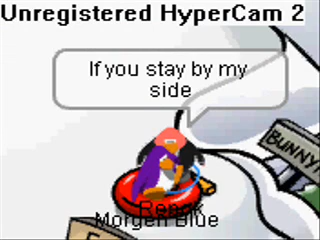 Unregistered HyperCam 2
If you stay by my
side
BUNNY
Morgen Blue